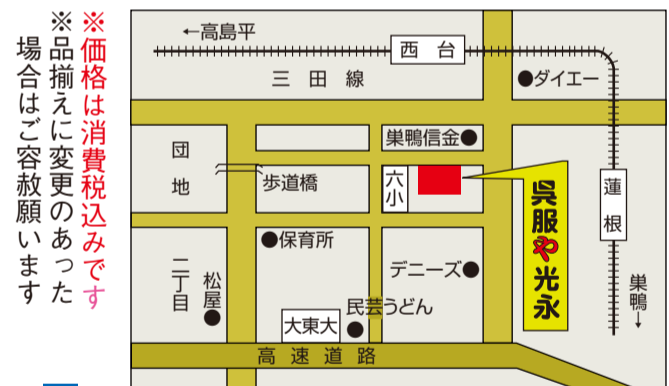 ※価格は消費税込みです
※品揃えに変更のあった
場合はご容赦願います
←高島平
西台
三田線
●ダイエー
巣鴨信金●
団地
歩道橋
六小
呉服や光永
蓮根
巣鴨→
●保育所
二丁目
松屋●
デニーズ●
民芸うどん●
大東大
高速道路